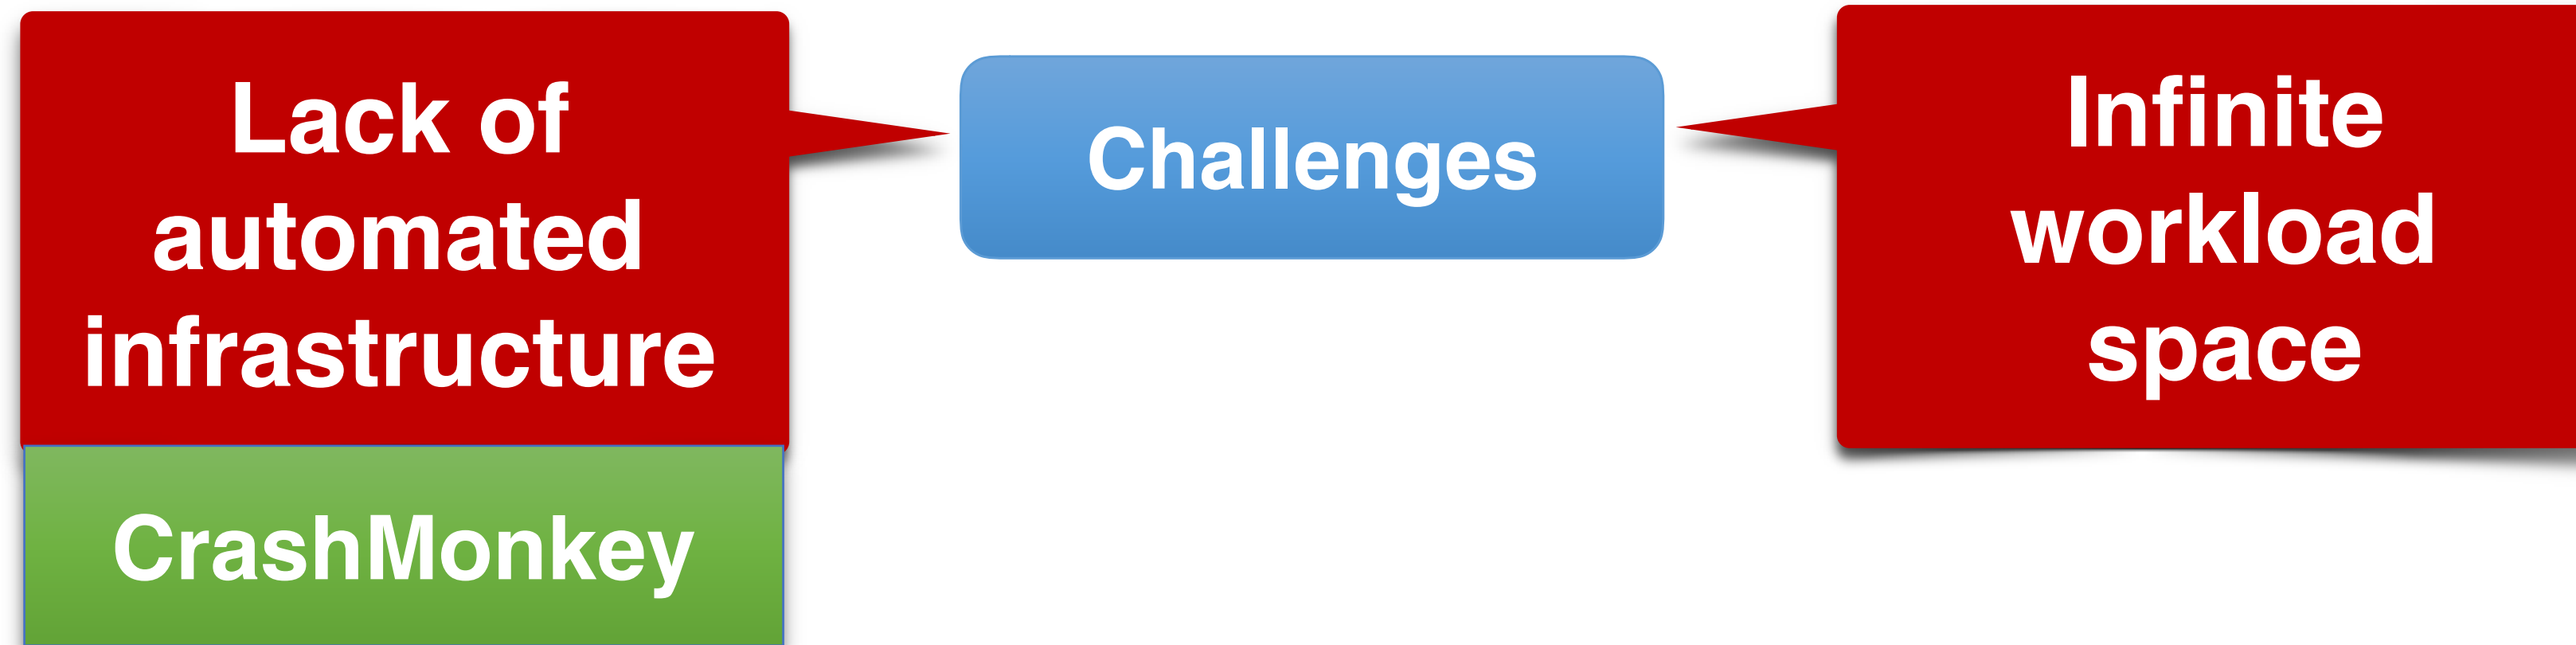 Lack of
automated
infrastructure
CrashMonkey
Challenges
Infinite
workload
space